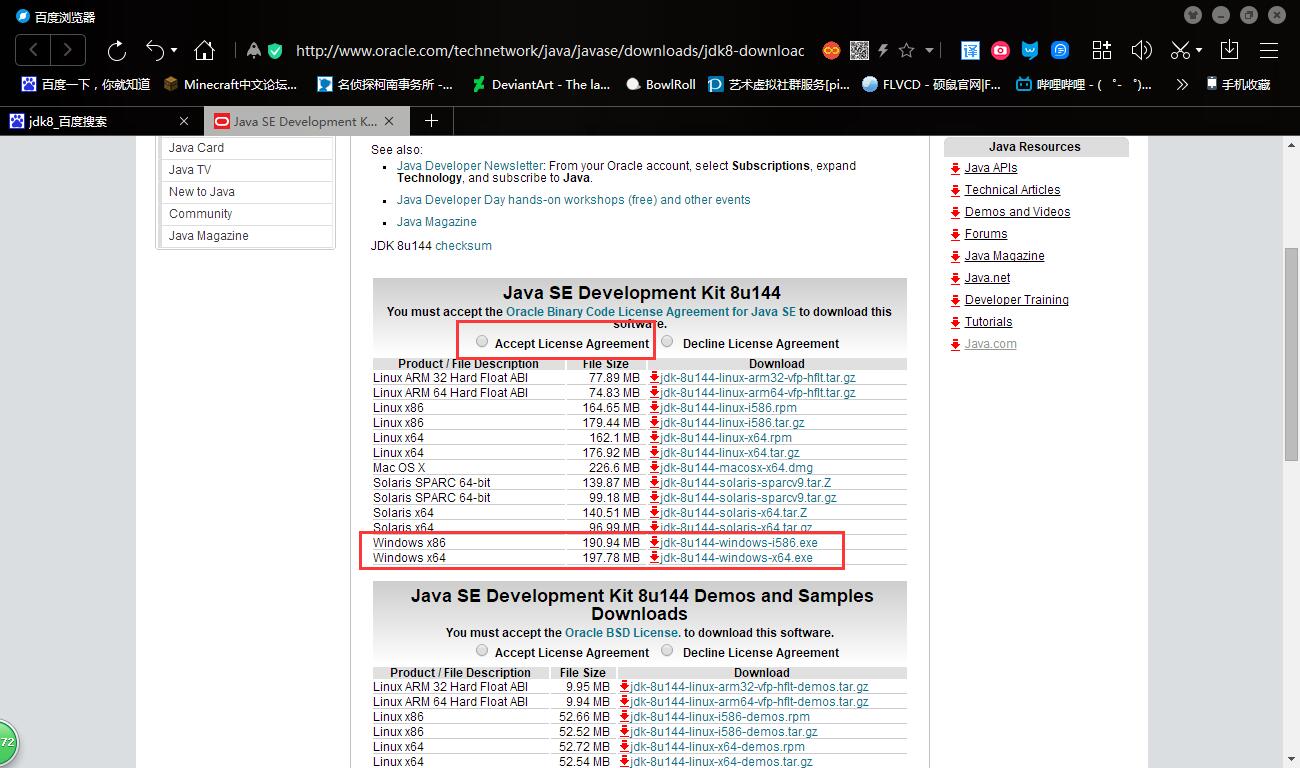 百度浏览器
http://www.oracle.com/technetwork/java/javase/downloads/jdk8-downloac
译
百度一下，你就知道
Minecraft中文论坛...
名侦探柯南事务所 -...
DeviantArt - The la...
BowlRoll
艺术虚拟社群服务[pi...
FLVCD - 硕鼠官网|F...
哔哩哔哩 - ( ゜- ゜)...
手机收藏
jdk8_百度搜索
Java SE Development K...
Java Card
Java TV
New to Java
Community
Java Magazine
See also:
Java Developer Newsletter: From your Oracle account, select Subscriptions, expand
Technology, and subscribe to Java.
Java Developer Day hands-on workshops (free) and other events
Java Magazine
JDK 8u144 checksum
Java SE Development Kit 8u144
You must accept the Oracle Binary Code License Agreement for Java SE to download this
software.
Accept License Agreement Decline License Agreement
Product / File Description File Size Download
Linux ARM 32 Hard Float ABI 77.89 MB jdk-8u144-linux-arm32-vfp-hflt.tar.gz
Linux ARM 64 Hard Float ABI 74.83 MB jdk-8u144-linux-arm64-vfp-hflt.tar.gz
Linux x86 164.65 MB jdk-8u144-linux-i586.rpm
Linux x86 179.44 MB jdk-8u144-linux-i586.tar.gz
Linux x64 162.1 MB jdk-8u144-linux-x64.rpm
Linux x64 176.92 MB jdk-8u144-linux-x64.tar.gz
Mac OS X 226.6 MB jdk-8u144-macosx-x64.dmg
Solaris SPARC 64-bit 139.87 MB jdk-8u144-solaris-sparcv9.tar.Z
Solaris SPARC 64-bit 99.18 MB jdk-8u144-solaris-sparcv9.tar.gz
Solaris x64 140.51 MB jdk-8u144-solaris-x64.tar.Z
Solaris x64 96.99 MB jdk-8u144-solaris-x64.tar.gz
Windows x86 190.94 MB jdk-8u144-windows-i586.exe
Windows x64 197.78 MB jdk-8u144-windows-x64.exe
Java SE Development Kit 8u144 Demos and Samples
Downloads
You must accept the Oracle BSD License. to download this software.
Accept License Agreement Decline License Agreement
Product / File Description File Size Download
Linux ARM 32 Hard Float ABI 9.95 MB jdk-8u144-linux-arm32-vfp-hflt-demos.tar.gz
Linux ARM 64 Hard Float ABI 9.94 MB jdk-8u144-linux-arm64-vfp-hflt-demos.tar.gz
Linux x86 52.66 MB jdk-8u144-linux-i586-demos.rpm
Linux x86 52.52 MB jdk-8u144-linux-i586-demos.tar.gz
Linux x64 52.72 MB jdk-8u144-linux-x64-demos.rpm
Linux x64 52.54 MB jdk-8u144-linux-x64-demos.tar.gz
Java Resources
Java APIs
Technical Articles
Demos and Videos
Forums
Java Magazine
Java.net
Developer Training
Tutorials
Java.com
72